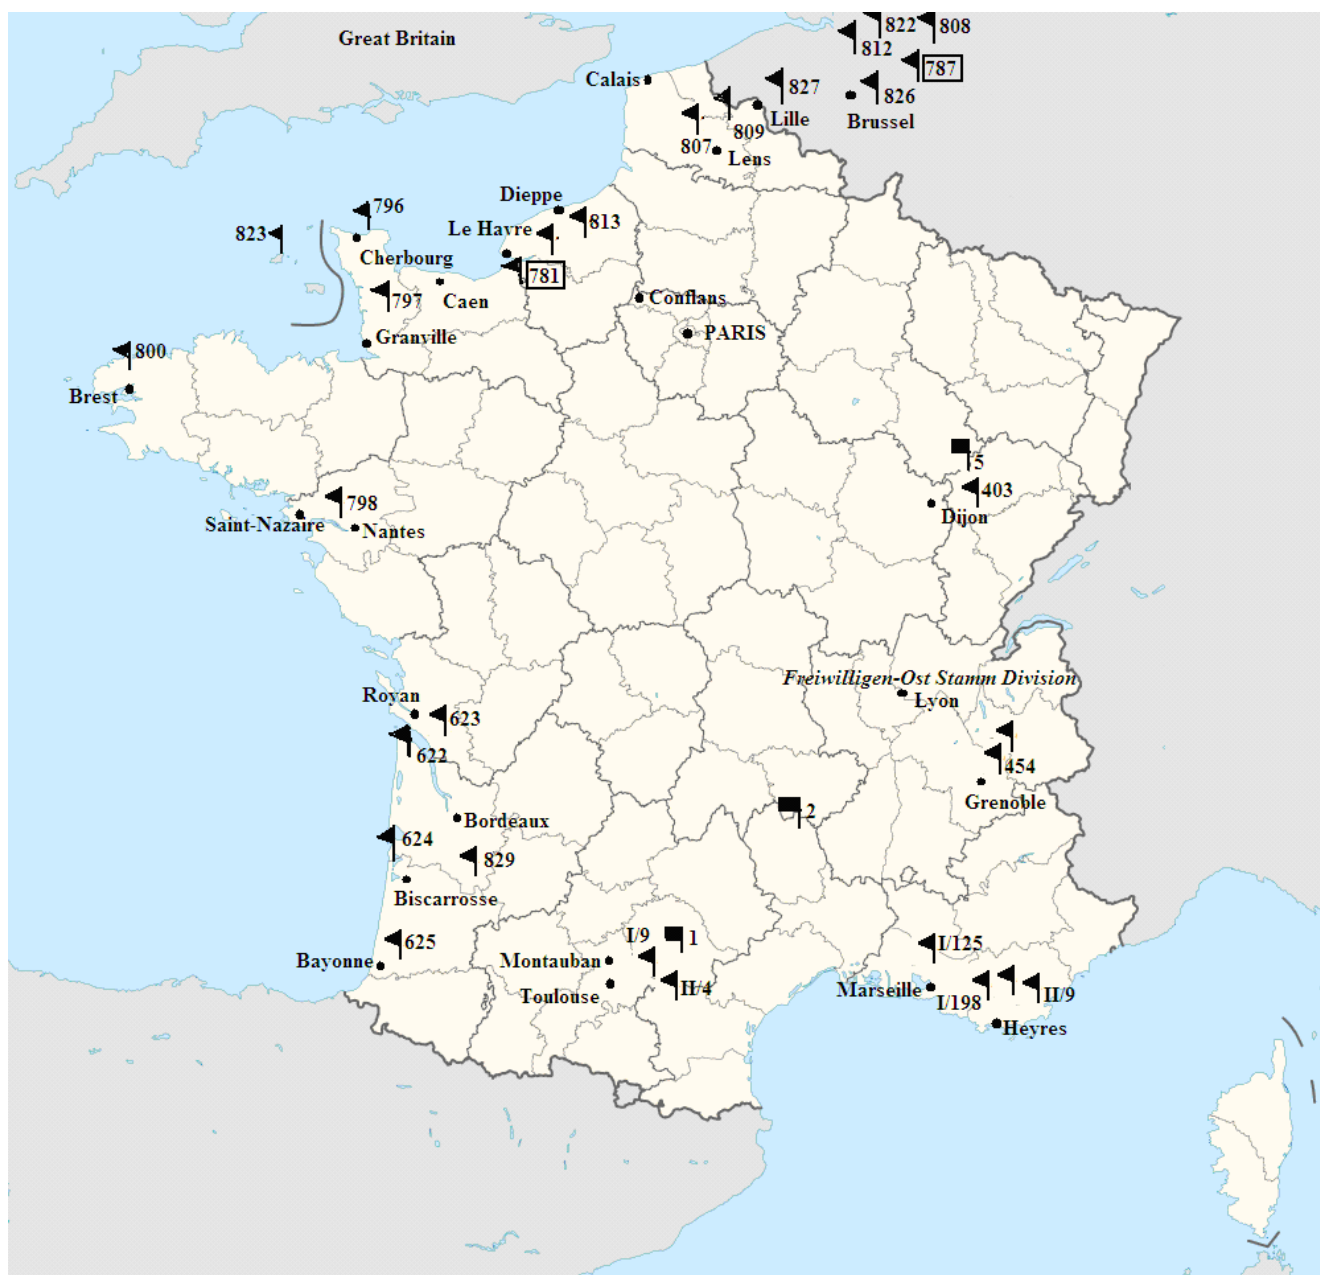 Great Britain
822
808
812
787
Calais
827
826
Lille
Brussel
809
807
Lens
Dieppe
796
813
Le Havre
823
Cherbourg
781
797
Caen
Conflans
PARIS
Granville
800
Brest
5
403
798
Dijon
Saint-Nazaire
Nantes
Freiwilligen-Ost Stamm Division
Royan
Lyon
623
622
454
Grenoble
2
Bordeaux
624
829
Biscarrosse
I/9
1
625
I/125
Bayonne
Montauban
II/4
Toulouse
Marseille
I/198
II/9
Heyres